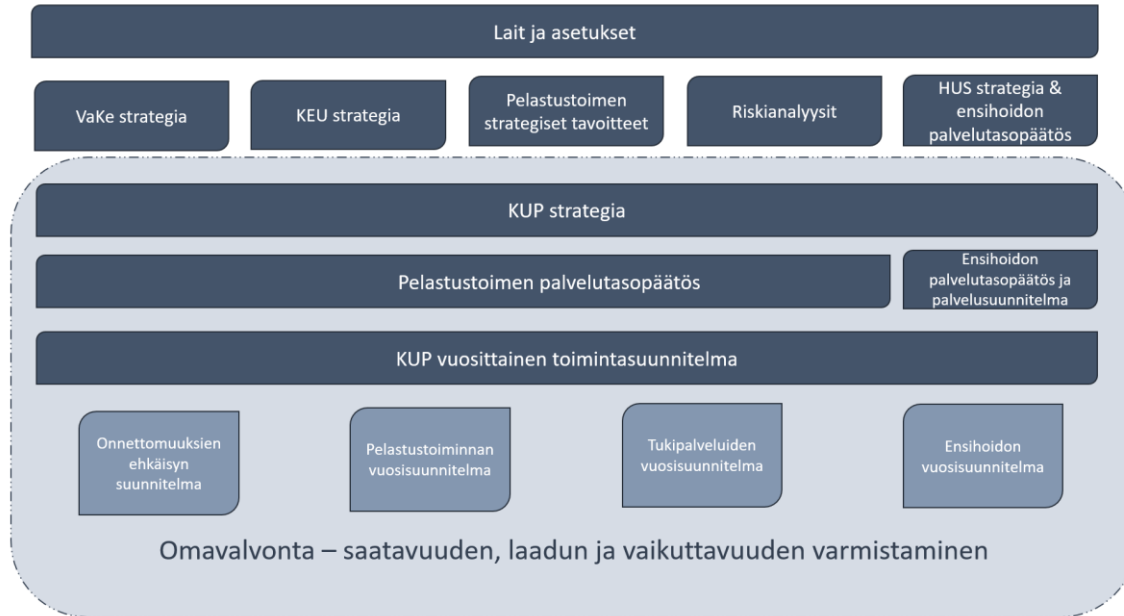 Lait ja asetukset
VaKe strategia
KEU strategia
Pelastustoimen
strategiset tavoitteet
Riskianalyysit
HUS strategia &
ensihoidon
palvelutasopäätös
KUP strategia
Pelastustoimen palvelutasopäätös
Ensihoidon
palvelutasopäätös ja
palvelusuunnitelma
KUP vuosittainen toimintasuunnitelma
Onnettomuuksien
ehkäisyn
suunnitelma
Pelastustoiminnan
vuosisuunnitelma
Tukipalveluiden
vuosisuunnitelma
Ensihoidon
vuosisuunnitelma
Omavalvonta – saatavuuden, laadun ja vaikuttavuuden varmistaminen